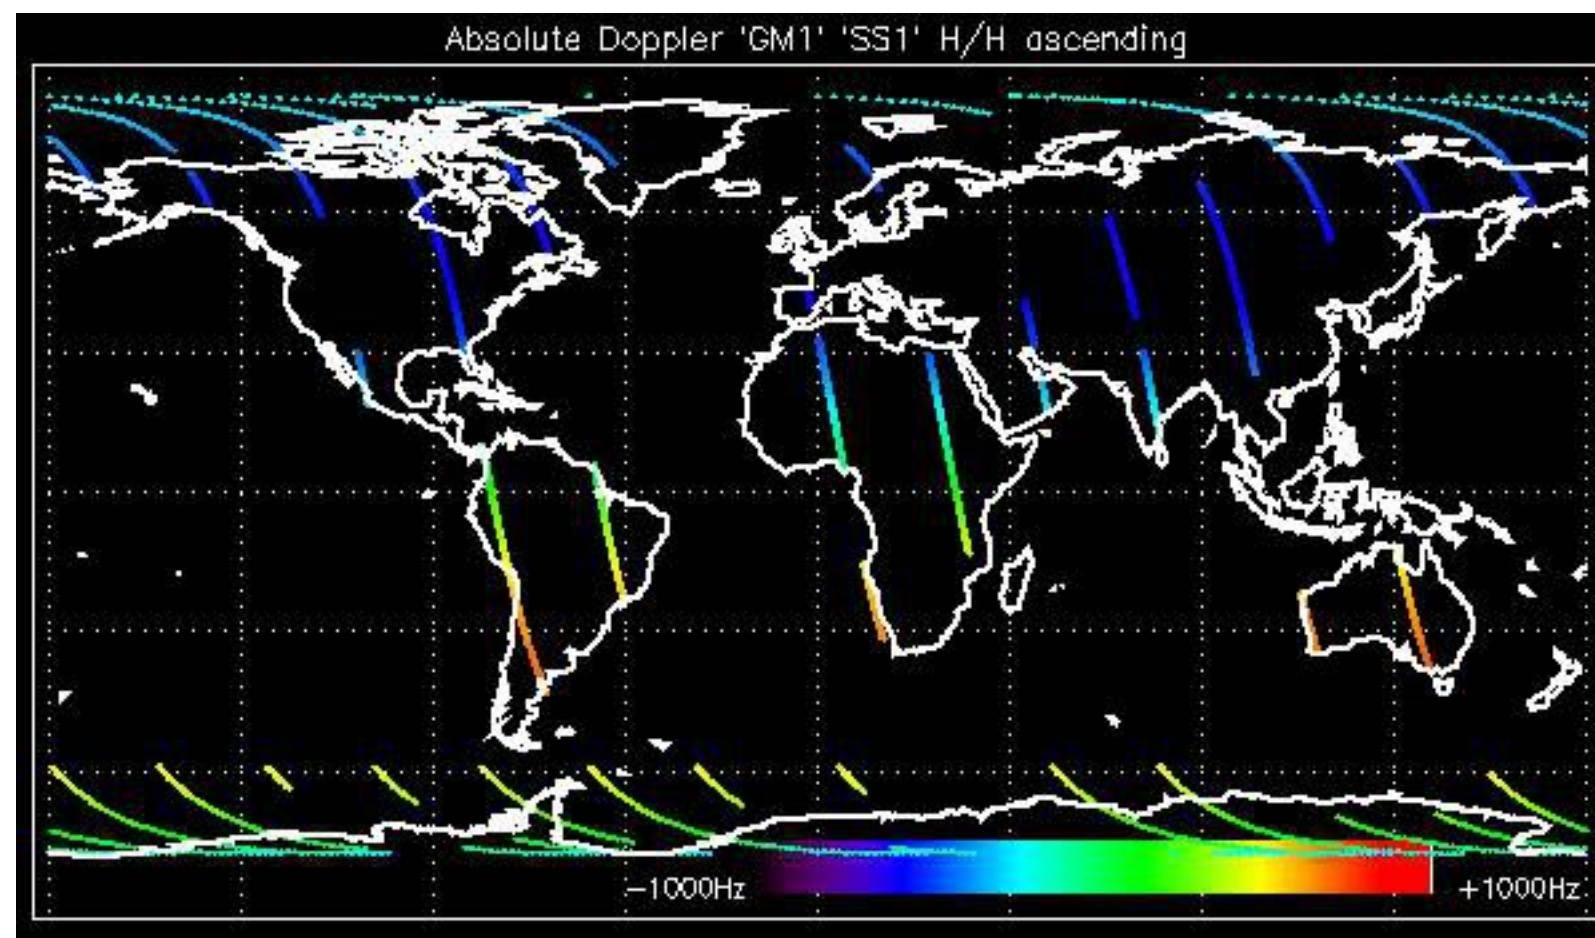 Absolute Doppler 'GM1' 'SS1' H/H ascending
−1000Hz
+1000Hz